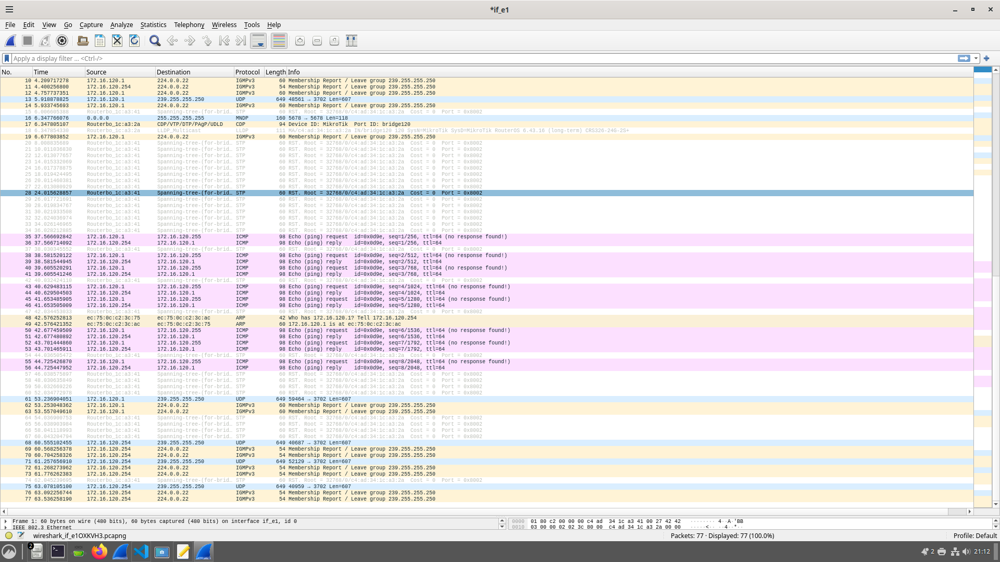 *if_e1
File Edit View Go Capture Analyze Statistics Telephony Wireless Tools Help
Apply a display filter ... <Ctrl-/>
No. Time Source Destination Protocol Length Info
10 4.209717278 172.16.120.1 224.0.0.22 IGMPv3 60 Membership Report / Leave group 239.255.255.250
11 4.400256800 172.16.120.254 224.0.0.22 IGMPv3 54 Membership Report / Leave group 239.255.255.250
12 4.757737351 172.16.120.1 224.0.0.22 IGMPv3 60 Membership Report / Leave group 239.255.255.250
13 5.918878825 172.16.120.1 239.255.255.250 UDP 649 48561 → 3702 Len=607
14 5.933745693 172.16.120.1 224.0.0.22 IGMPv3 60 Membership Report / Leave group 239.255.255.250
15 6.006605388 Routerbo_1c:a3:41 Spanning-tree-(for-brid… STP 60 RST. Root = 32768/0/c4:ad:34:1c:a3:2a Cost = 0 Port = 0x8002
16 6.347766076 0.0.0.0 255.255.255.255 MNDP 160 5678 → 5678 Len=118
17 6.347805107 Routerbo_1c:a3:2a CDP/VTP/DTP/PAgP/UDLD CDP 94 Device ID: MikroTik Port ID: bridge120
18 6.347854330 Routerbo_1c:a3:2a LLDP_Multicast LLDP 111 MA/c4:ad:34:1c:a3:2a IN/bridge120 120 SysN=MikroTik SysD=MikroTik RouterOS 6.43.16 (long-term) CRS326-24G-2S+
19 6.677803852 172.16.120.1 224.0.0.22 IGMPv3 60 Membership Report / Leave group 239.255.255.250
20 8.008835689 Routerbo_1c:a3:41 Spanning-tree-(for-brid… STP 60 RST. Root = 32768/0/c4:ad:34:1c:a3:2a Cost = 0 Port = 0x8002
21 10.011036830 Routerbo_1c:a3:41 Spanning-tree-(for-brid… STP 60 RST. Root = 32768/0/c4:ad:34:1c:a3:2a Cost = 0 Port = 0x8002
22 12.013077657 Routerbo_1c:a3:41 Spanning-tree-(for-brid… STP 60 RST. Root = 32768/0/c4:ad:34:1c:a3:2a Cost = 0 Port = 0x8002
23 14.015332069 Routerbo_1c:a3:41 Spanning-tree-(for-brid… STP 60 RST. Root = 32768/0/c4:ad:34:1c:a3:2a Cost = 0 Port = 0x8002
24 16.017378875 Routerbo_1c:a3:41 Spanning-tree-(for-brid… STP 60 RST. Root = 32768/0/c4:ad:34:1c:a3:2a Cost = 0 Port = 0x8002
25 18.019424495 Routerbo_1c:a3:41 Spanning-tree-(for-brid… STP 60 RST. Root = 32768/0/c4:ad:34:1c:a3:2a Cost = 0 Port = 0x8002
26 20.011460381 Routerbo_1c:a3:41 Spanning-tree-(for-brid… STP 60 RST. Root = 32768/0/c4:ad:34:1c:a3:2a Cost = 0 Port = 0x8002
27 22.013080929 Routerbo_1c:a3:41 Spanning-tree-(for-brid… STP 60 RST. Root = 32768/0/c4:ad:34:1c:a3:2a Cost = 0 Port = 0x8002
28 24.015628857 Routerbo_1c:a3:41 Spanning-tree-(for-brid… STP 60 RST. Root = 32768/0/c4:ad:34:1c:a3:2a Cost = 0 Port = 0x8002
29 26.017721691 Routerbo_1c:a3:41 Spanning-tree-(for-brid… STP 60 RST. Root = 32768/0/c4:ad:34:1c:a3:2a Cost = 0 Port = 0x8002
30 28.019834767 Routerbo_1c:a3:41 Spanning-tree-(for-brid… STP 60 RST. Root = 32768/0/c4:ad:34:1c:a3:2a Cost = 0 Port = 0x8002
31 30.021933508 Routerbo_1c:a3:41 Spanning-tree-(for-brid… STP 60 RST. Root = 32768/0/c4:ad:34:1c:a3:2a Cost = 0 Port = 0x8002
32 32.024036974 Routerbo_1c:a3:41 Spanning-tree-(for-brid… STP 60 RST. Root = 32768/0/c4:ad:34:1c:a3:2a Cost = 0 Port = 0x8002
33 34.026146965 Routerbo_1c:a3:41 Spanning-tree-(for-brid… STP 60 RST. Root = 32768/0/c4:ad:34:1c:a3:2a Cost = 0 Port = 0x8002
34 36.028212885 Routerbo_1c:a3:41 Spanning-tree-(for-brid… STP 60 RST. Root = 32768/0/c4:ad:34:1c:a3:2a Cost = 0 Port = 0x8002
35 37.566692842 172.16.120.1 172.16.120.255 ICMP 98 Echo (ping) request id=0x0d9e, seq=1/256, ttl=64 (no response found!)
36 37.566714092 172.16.120.254 172.16.120.1 ICMP 98 Echo (ping) reply id=0x0d9e, seq=1/256, ttl=64
37 38.030345552 Routerbo_1c:a3:41 Spanning-tree-(for-brid… STP 60 RST. Root = 32768/0/c4:ad:34:1c:a3:2a Cost = 0 Port = 0x8002
38 38.581520122 172.16.120.1 172.16.120.255 ICMP 98 Echo (ping) request id=0x0d9e, seq=2/512, ttl=64 (no response found!)
39 38.581544945 172.16.120.254 172.16.120.1 ICMP 98 Echo (ping) reply id=0x0d9e, seq=2/512, ttl=64
40 39.605520291 172.16.120.1 172.16.120.255 ICMP 98 Echo (ping) request id=0x0d9e, seq=3/768, ttl=64 (no response found!)
41 39.605541246 172.16.120.254 172.16.120.1 ICMP 98 Echo (ping) reply id=0x0d9e, seq=3/768, ttl=64
42 40.032424110 Routerbo_1c:a3:41 Spanning-tree-(for-brid… STP 60 RST. Root = 32768/0/c4:ad:34:1c:a3:2a Cost = 0 Port = 0x8002
43 40.629483115 172.16.120.1 172.16.120.255 ICMP 98 Echo (ping) request id=0x0d9e, seq=4/1024, ttl=64 (no response found!)
44 40.629504503 172.16.120.254 172.16.120.1 ICMP 98 Echo (ping) reply id=0x0d9e, seq=4/1024, ttl=64
45 41.653485905 172.16.120.1 172.16.120.255 ICMP 98 Echo (ping) request id=0x0d9e, seq=5/1280, ttl=64 (no response found!)
46 41.653505009 172.16.120.254 172.16.120.1 ICMP 98 Echo (ping) reply id=0x0d9e, seq=5/1280, ttl=64
47 42.034453033 Routerbo_1c:a3:41 Spanning-tree-(for-brid… STP 60 RST. Root = 32768/0/c4:ad:34:1c:a3:2a Cost = 0 Port = 0x8002
48 42.576252813 ec:75:0c:c2:3c:75 ec:75:0c:c2:3c:ac ARP 42 Who has 172.16.120.1? Tell 172.16.120.254
49 42.576421352 ec:75:0c:c2:3c:ac ec:75:0c:c2:3c:75 ARP 60 172.16.120.1 is at ec:75:0c:c2:3c:ac
50 42.677459509 172.16.120.1 172.16.120.255 ICMP 98 Echo (ping) request id=0x0d9e, seq=6/1536, ttl=64 (no response found!)
51 42.677480892 172.16.120.254 172.16.120.1 ICMP 98 Echo (ping) reply id=0x0d9e, seq=6/1536, ttl=64
52 43.701444860 172.16.120.1 172.16.120.255 ICMP 98 Echo (ping) request id=0x0d9e, seq=7/1792, ttl=64 (no response found!)
53 43.701465911 172.16.120.254 172.16.120.1 ICMP 98 Echo (ping) reply id=0x0d9e, seq=7/1792, ttl=64
54 44.036505472 Routerbo_1c:a3:41 Spanning-tree-(for-brid… STP 60 RST. Root = 32768/0/c4:ad:34:1c:a3:2a Cost = 0 Port = 0x8002
55 44.725426870 172.16.120.1 172.16.120.255 ICMP 98 Echo (ping) request id=0x0d9e, seq=8/2048, ttl=64 (no response found!)
56 44.725447952 172.16.120.254 172.16.120.1 ICMP 98 Echo (ping) reply id=0x0d9e, seq=8/2048, ttl=64
57 46.038575897 Routerbo_1c:a3:41 Spanning-tree-(for-brid… STP 60 RST. Root = 32768/0/c4:ad:34:1c:a3:2a Cost = 0 Port = 0x8002
58 48.030635849 Routerbo_1c:a3:41 Spanning-tree-(for-brid… STP 60 RST. Root = 32768/0/c4:ad:34:1c:a3:2a Cost = 0 Port = 0x8002
59 50.032669226 Routerbo_1c:a3:41 Spanning-tree-(for-brid… STP 60 RST. Root = 32768/0/c4:ad:34:1c:a3:2a Cost = 0 Port = 0x8002
60 52.034772978 Routerbo_1c:a3:41 Spanning-tree-(for-brid… STP 60 RST. Root = 32768/0/c4:ad:34:1c:a3:2a Cost = 0 Port = 0x8002
61 53.236904051 172.16.120.1 239.255.255.250 UDP 649 59464 → 3702 Len=607
62 53.253048362 172.16.120.1 224.0.0.22 IGMPv3 60 Membership Report / Leave group 239.255.255.250
63 53.557049610 172.16.120.1 224.0.0.22 IGMPv3 60 Membership Report / Leave group 239.255.255.250
64 54.036900753 Routerbo_1c:a3:41 Spanning-tree-(for-brid… STP 60 RST. Root = 32768/0/c4:ad:34:1c:a3:2a Cost = 0 Port = 0x8002
65 56.038903984 Routerbo_1c:a3:41 Spanning-tree-(for-brid… STP 60 RST. Root = 32768/0/c4:ad:34:1c:a3:2a Cost = 0 Port = 0x8002
66 58.041118993 Routerbo_1c:a3:41 Spanning-tree-(for-brid… STP 60 RST. Root = 32768/0/c4:ad:34:1c:a3:2a Cost = 0 Port = 0x8002
67 60.043204794 Routerbo_1c:a3:41 Spanning-tree-(for-brid… STP 60 RST. Root = 32768/0/c4:ad:34:1c:a3:2a Cost = 0 Port = 0x8002
68 60.555102455 172.16.120.254 239.255.255.250 UDP 649 40687 → 3702 Len=607
69 60.568256378 172.16.120.254 224.0.0.22 IGMPv3 54 Membership Report / Leave group 239.255.255.250
70 60.704258326 172.16.120.254 224.0.0.22 IGMPv3 54 Membership Report / Leave group 239.255.255.250
71 61.257656910 172.16.120.254 239.255.255.250 UDP 649 52129 → 3702 Len=607
72 61.268273962 172.16.120.254 224.0.0.22 IGMPv3 54 Membership Report / Leave group 239.255.255.250
73 61.776262383 172.16.120.254 224.0.0.22 IGMPv3 54 Membership Report / Leave group 239.255.255.250
74 62.045239695 Routerbo_1c:a3:41 Spanning-tree-(for-brid… STP 60 RST. Root = 32768/0/c4:ad:34:1c:a3:2a Cost = 0 Port = 0x8002
75 63.078105100 172.16.120.254 239.255.255.250 UDP 649 40959 → 3702 Len=607
76 63.092256744 172.16.120.254 224.0.0.22 IGMPv3 54 Membership Report / Leave group 239.255.255.250
77 63.536258190 172.16.120.254 224.0.0.22 IGMPv3 54 Membership Report / Leave group 239.255.255.250
Frame 1: 60 bytes on wire (480 bits), 60 bytes captured (480 bits) on interface if_e1, id 0
IEEE 802.3 Ethernet
0000 01 80 c2 00 00 00 c4 ad 34 1c a3 41 00 27 42 42 ········ 4··A·'BB
0010 03 00 00 02 02 3c 80 00 c4 ad 34 1c a3 2a 00 00 ·····<·· ··4··*··
wireshark_if_e1OXKVH3.pcapng
Packets: 77 · Displayed: 77 (100.0%)
Profile: Default
2
2
21:12